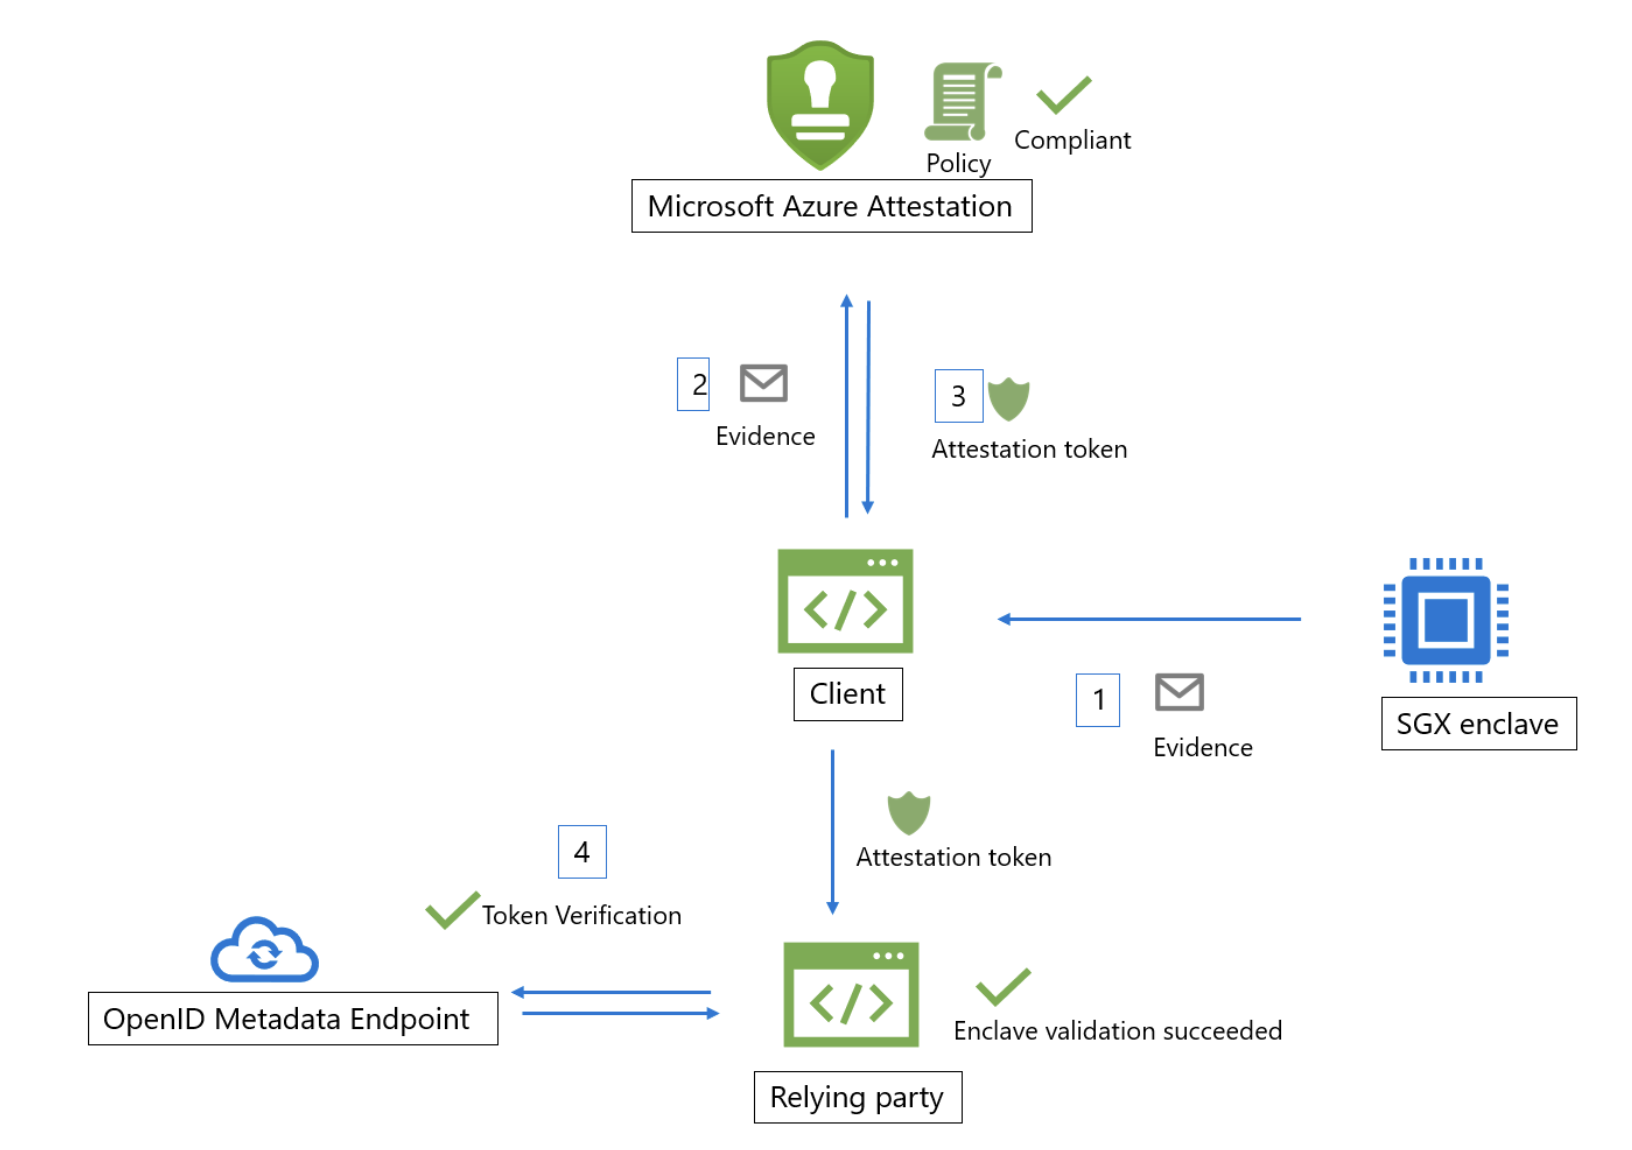 Compliant
Policy
Microsoft Azure Attestation
2
3
Evidence
Attestation token
</>
Client
1
SGX enclave
Evidence
4
Attestation token
Token Verification
</>
OpenID Metadata Endpoint
Enclave validation succeeded
Relying party